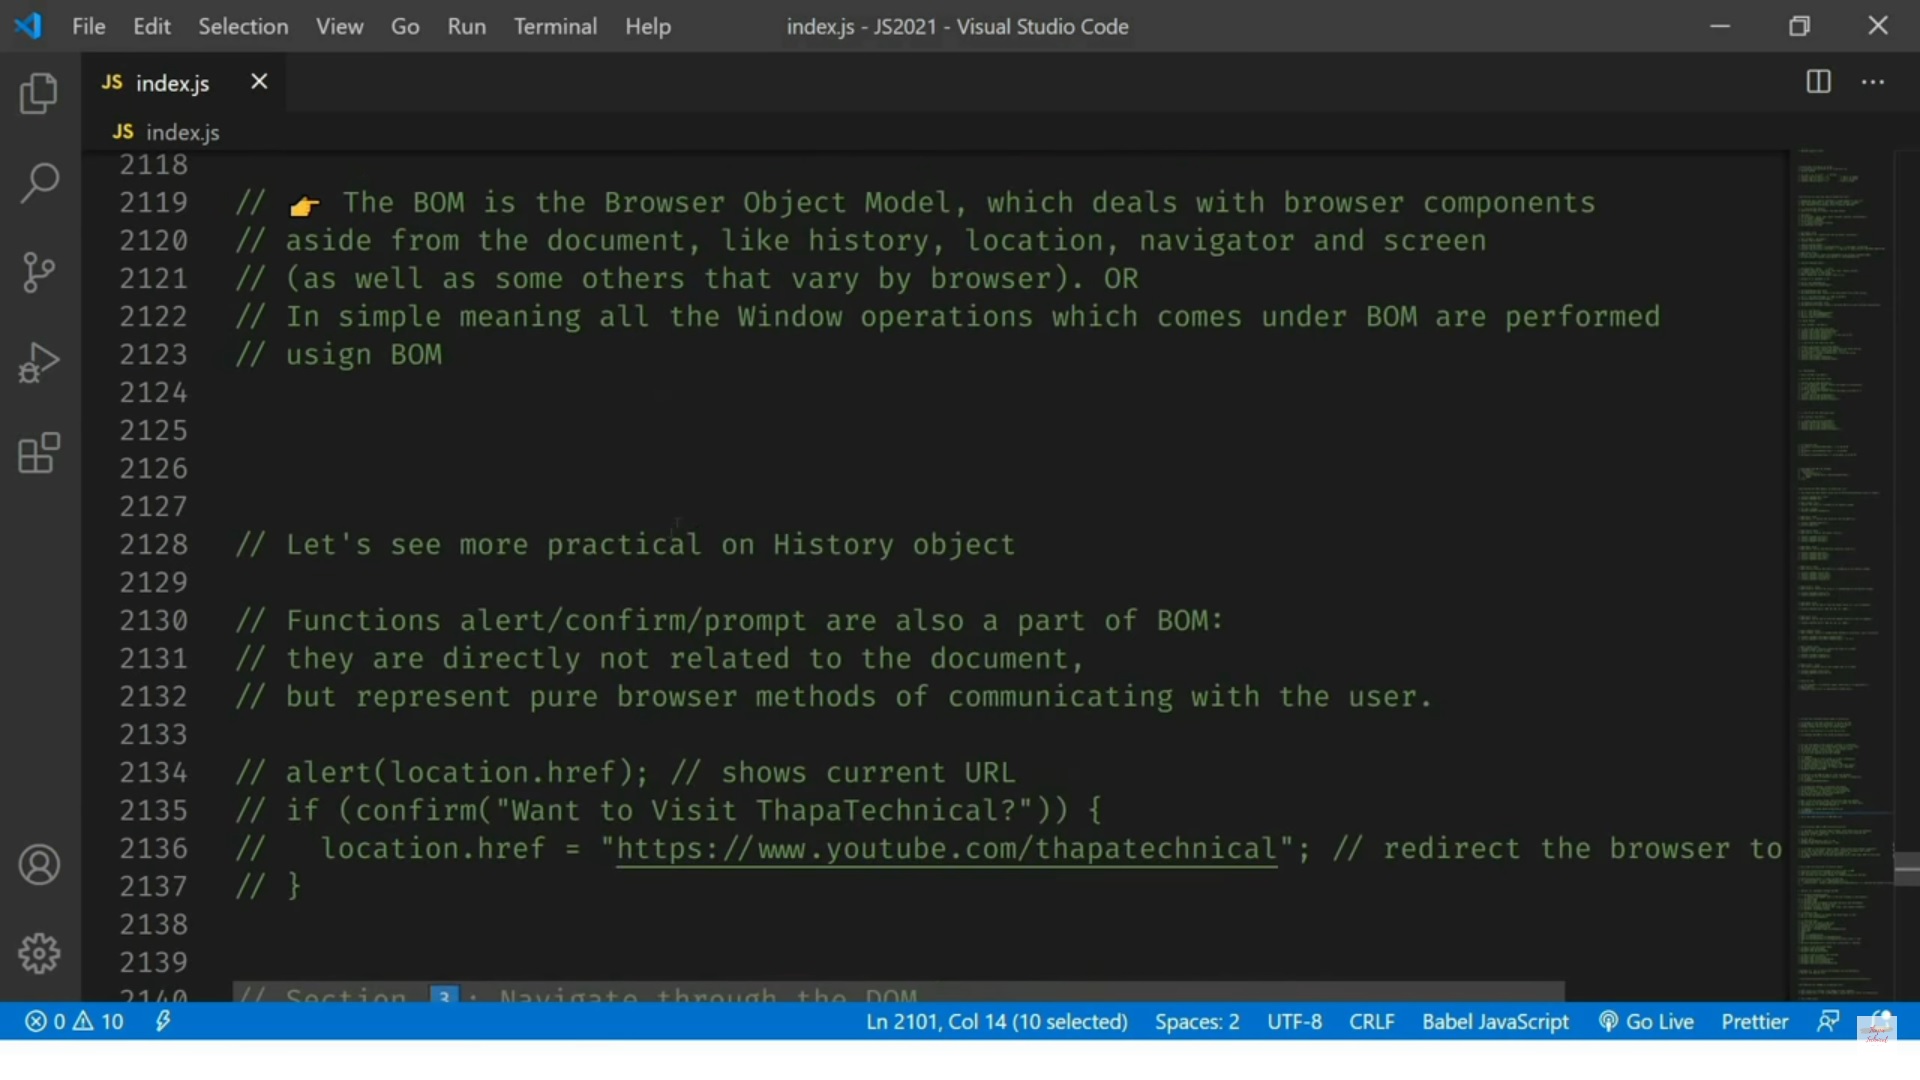 File Edit Selection View Go Run Terminal Help index.js - JS2021 - Visual Studio Code
JS index.js
JS index.js
2118
2119 // 👉 The BOM is the Browser Object Model, which deals with browser components
2120 // aside from the document, like history, location, navigator and screen
2121 // (as well as some others that vary by browser). OR
2122 // In simple meaning all the Window operations which comes under BOM are performed
2123 // usign BOM
2124
2125
2126
2127
2128 // Let's see more practical on History object
2129
2130 // Functions alert/confirm/prompt are also a part of BOM:
2131 // they are directly not related to the document,
2132 // but represent pure browser methods of communicating with the user.
2133
2134 // alert(location.href); // shows current URL
2135 // if (confirm("Want to Visit ThapaTechnical?")) {
2136 //   location.href = "https://www.youtube.com/thapatechnical"; // redirect the browser to
2137 // }
2138
2139
2140 // Section 3️⃣ : Navigate through the DOM
0 10 Ln 2101, Col 14 (10 selected) Spaces: 2 UTF-8 CRLF Babel JavaScript Go Live Prettier